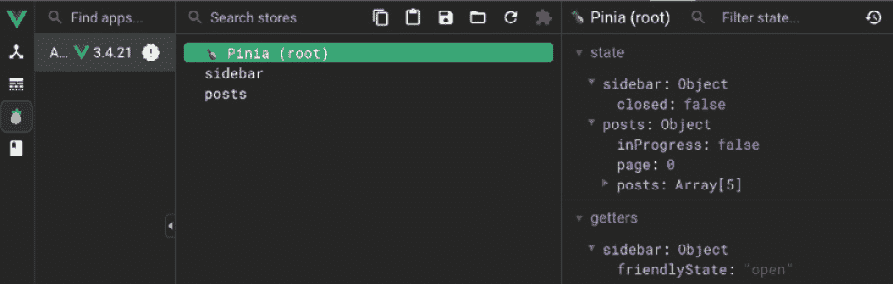 Find apps...
Search stores
Pinia (root)
Filter state...
A... 3.4.21
Pinia (root)
sidebar
posts
state
sidebar: Object
closed: false
posts: Object
inProgress: false
page: 0
posts: Array[5]
getters
sidebar: Object
friendlyState: "open"